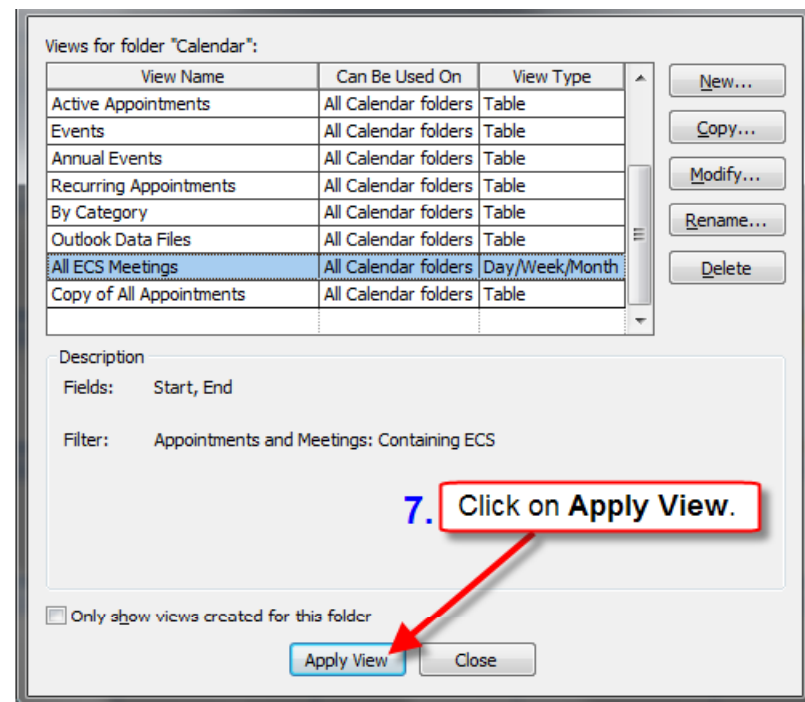 Views for folder "Calendar":
View Name Can Be Used On View Type
Active Appointments All Calendar folders Table
Events All Calendar folders Table
Annual Events All Calendar folders Table
Recurring Appointments All Calendar folders Table
By Category All Calendar folders Table
Outlook Data Files All Calendar folders Table
All ECS Meetings All Calendar folders Day/Week/Month
Copy of All Appointments All Calendar folders Table
New...
Copy...
Modify...
Rename...
Delete
Description
Fields: Start, End
Filter: Appointments and Meetings: Containing ECS
7. Click on Apply View.
Only show views created for this folder
Apply View Close